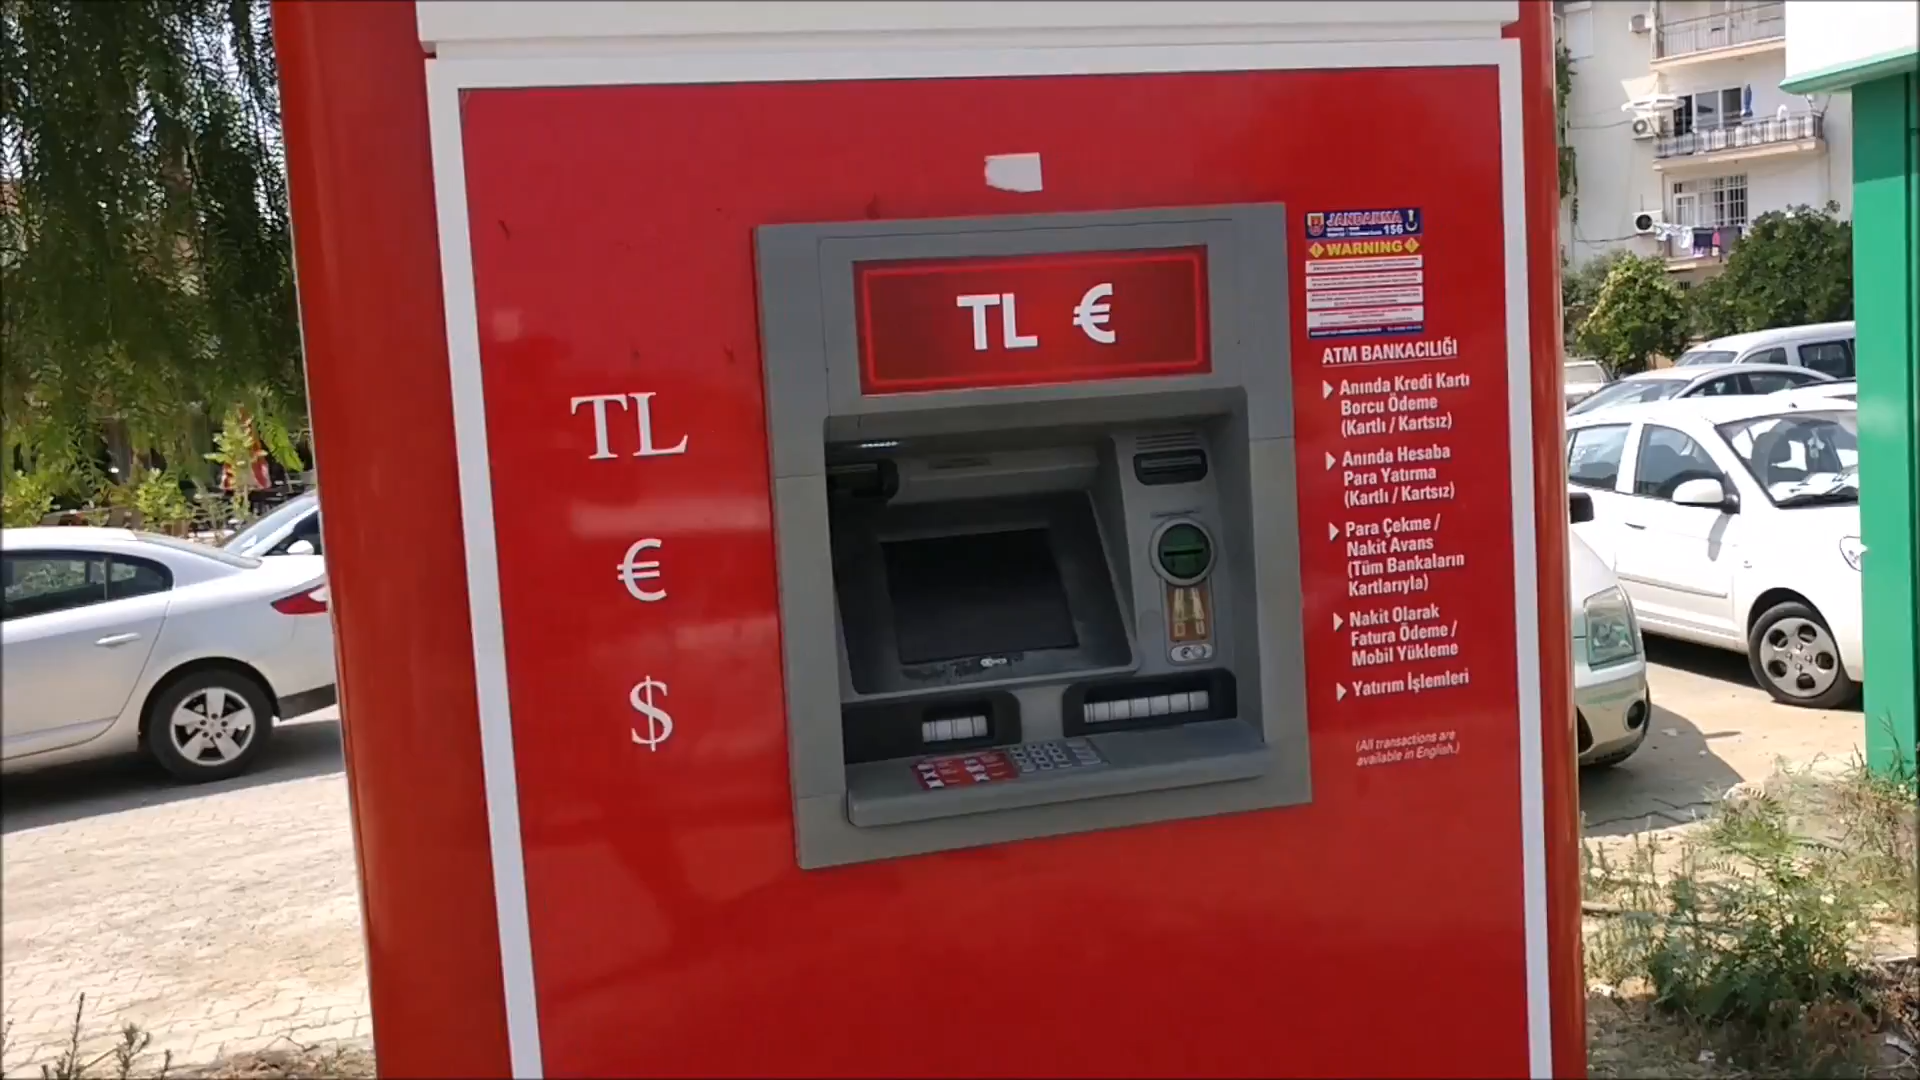 TL €
TL
€
$
JANDARMA
156
WARNING
ATM BANKACILIĞI
Anında Kredi Kartı
Borcu Ödeme
(Kartlı / Kartsız)
Anında Hesaba
Para Yatırma
(Kartlı / Kartsız)
Para Çekme /
Nakit Avans
(Tüm Bankaların
Kartlarıyla)
Nakit Olarak
Fatura Ödeme /
Mobil Yükleme
Yatırım İşlemleri
(All transactions are
available in English.)